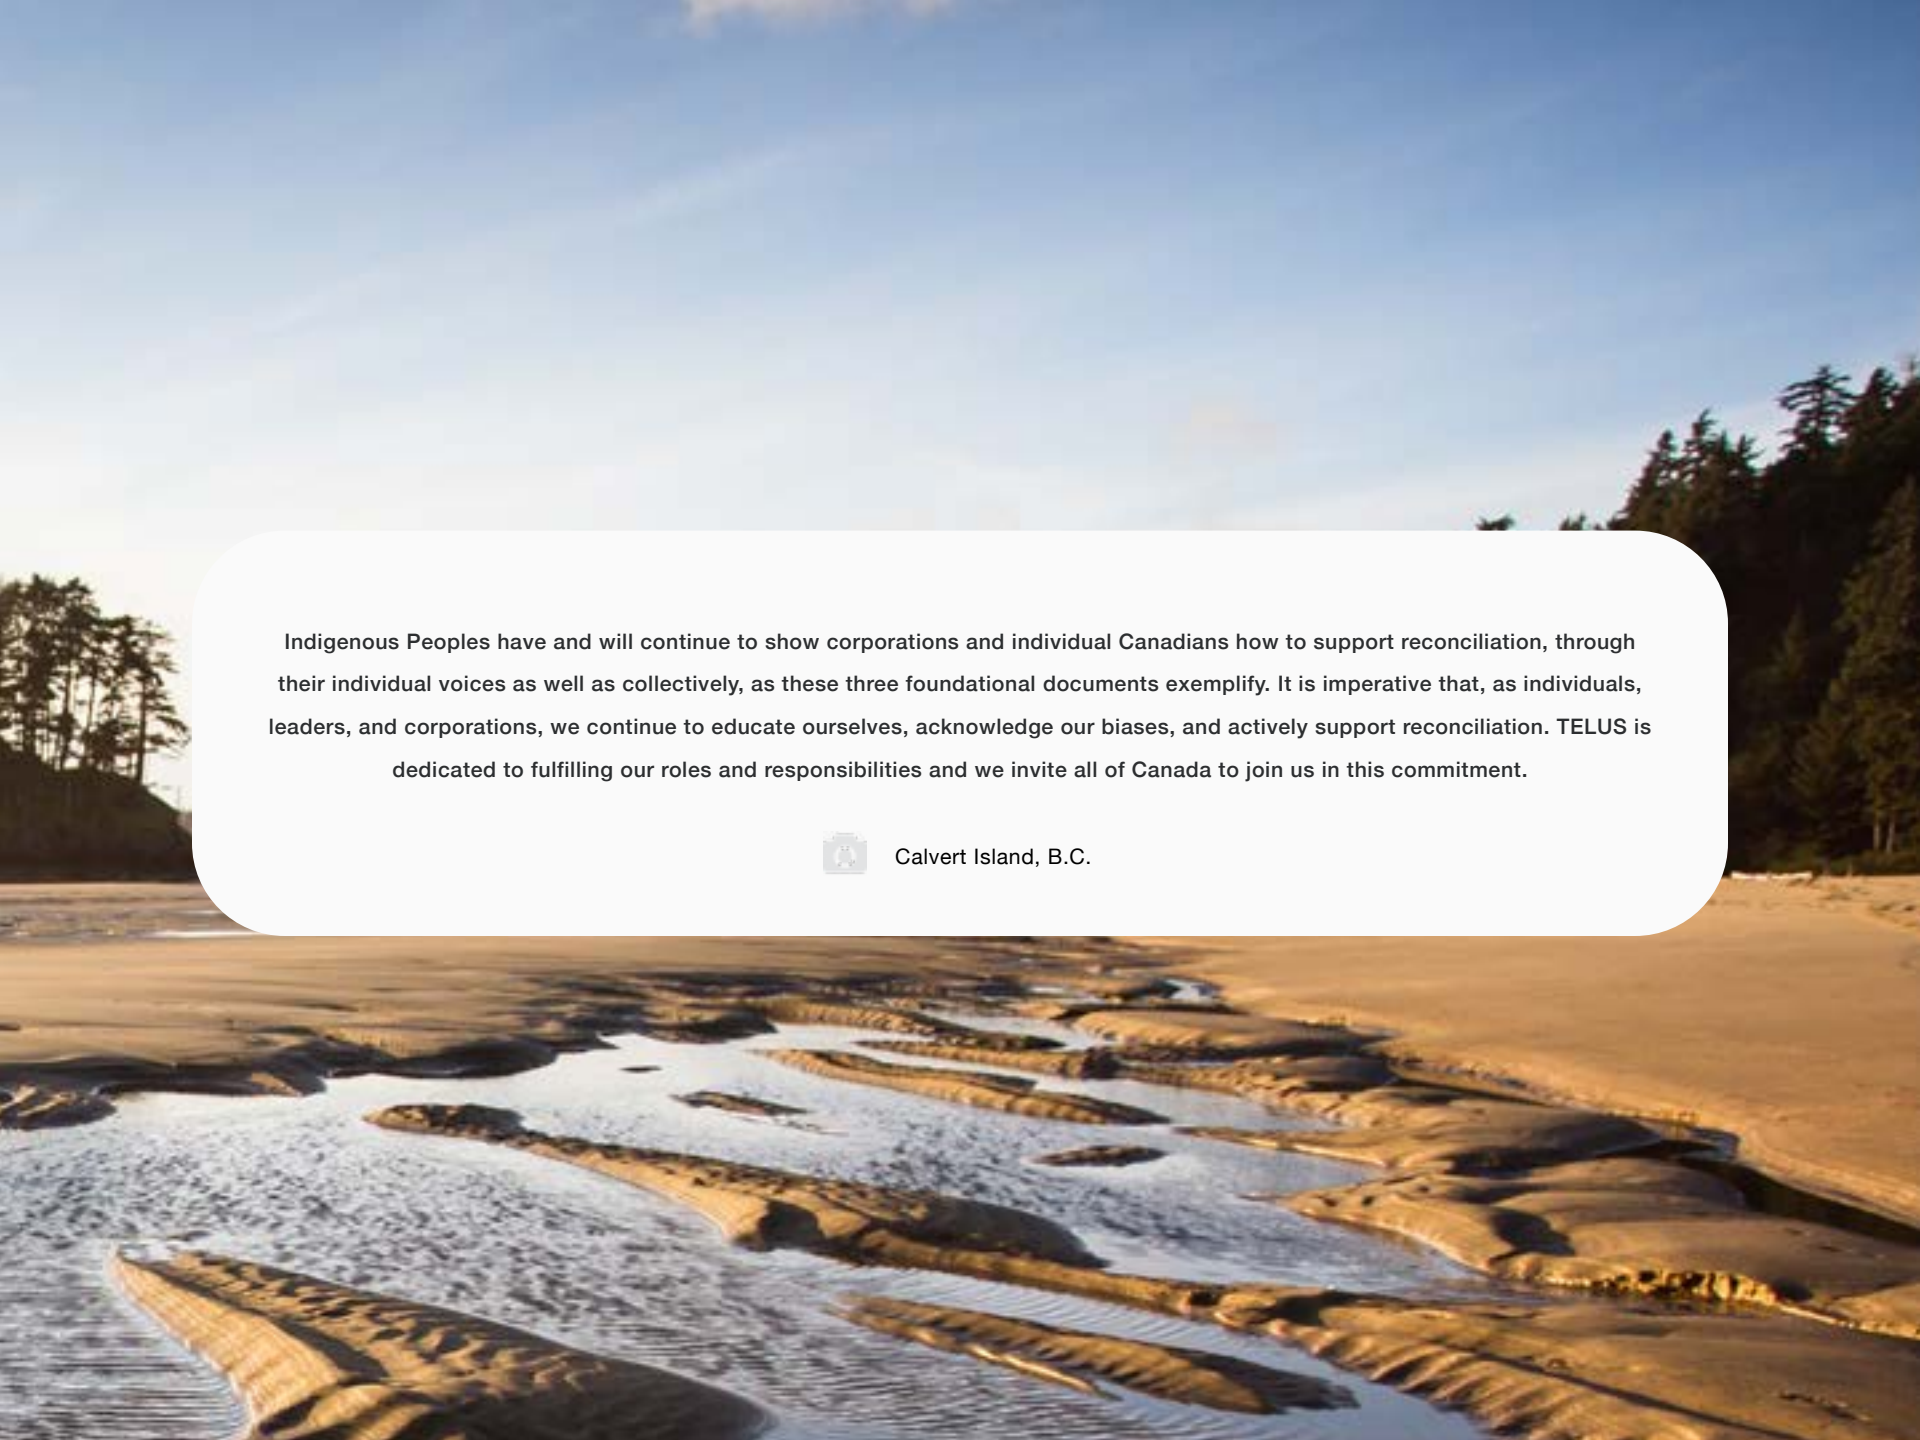 Indigenous Peoples have and will continue to show corporations and individual Canadians how to support reconciliation, through
their individual voices as well as collectively, as these three foundational documents exemplify. It is imperative that, as individuals,
leaders, and corporations, we continue to educate ourselves, acknowledge our biases, and actively support reconciliation. TELUS is
dedicated to fulfilling our roles and responsibilities and we invite all of Canada to join us in this commitment.
Calvert Island, B.C.